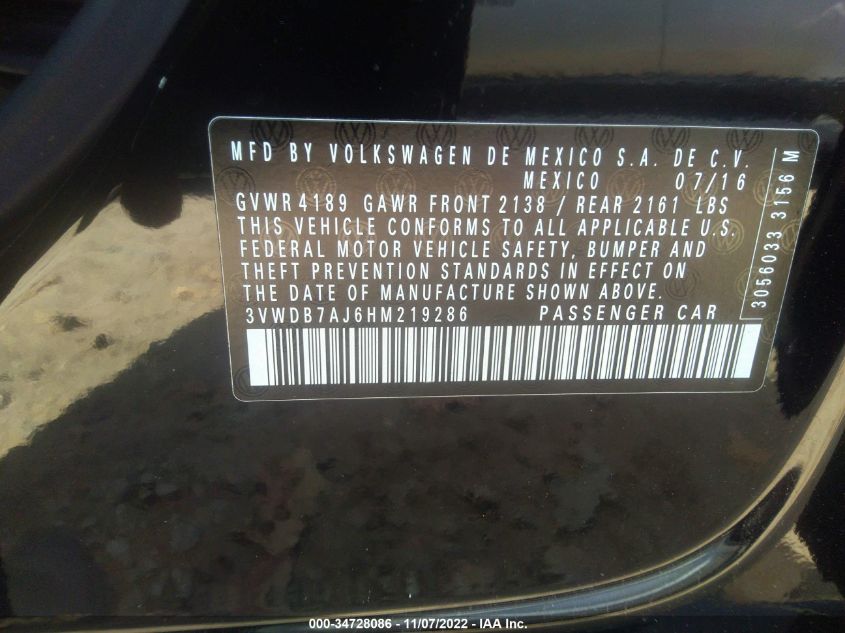 MFD BY VOLKSWAGEN DE MEXICO S.A. DE C.V.
MEXICO 07/16
GVWR 4189 GAWR FRONT 2138 / REAR 2161 LBS
THIS VEHICLE CONFORMS TO ALL APPLICABLE U.S.
FEDERAL MOTOR VEHICLE SAFETY, BUMPER AND
THEFT PREVENTION STANDARDS IN EFFECT ON
THE DATE OF MANUFACTURE SHOWN ABOVE.
3VWDB7AJ6HM219286 PASSENGER CAR
3056033 3156 M
000-34728086 - 11/07/2022 - IAA Inc.